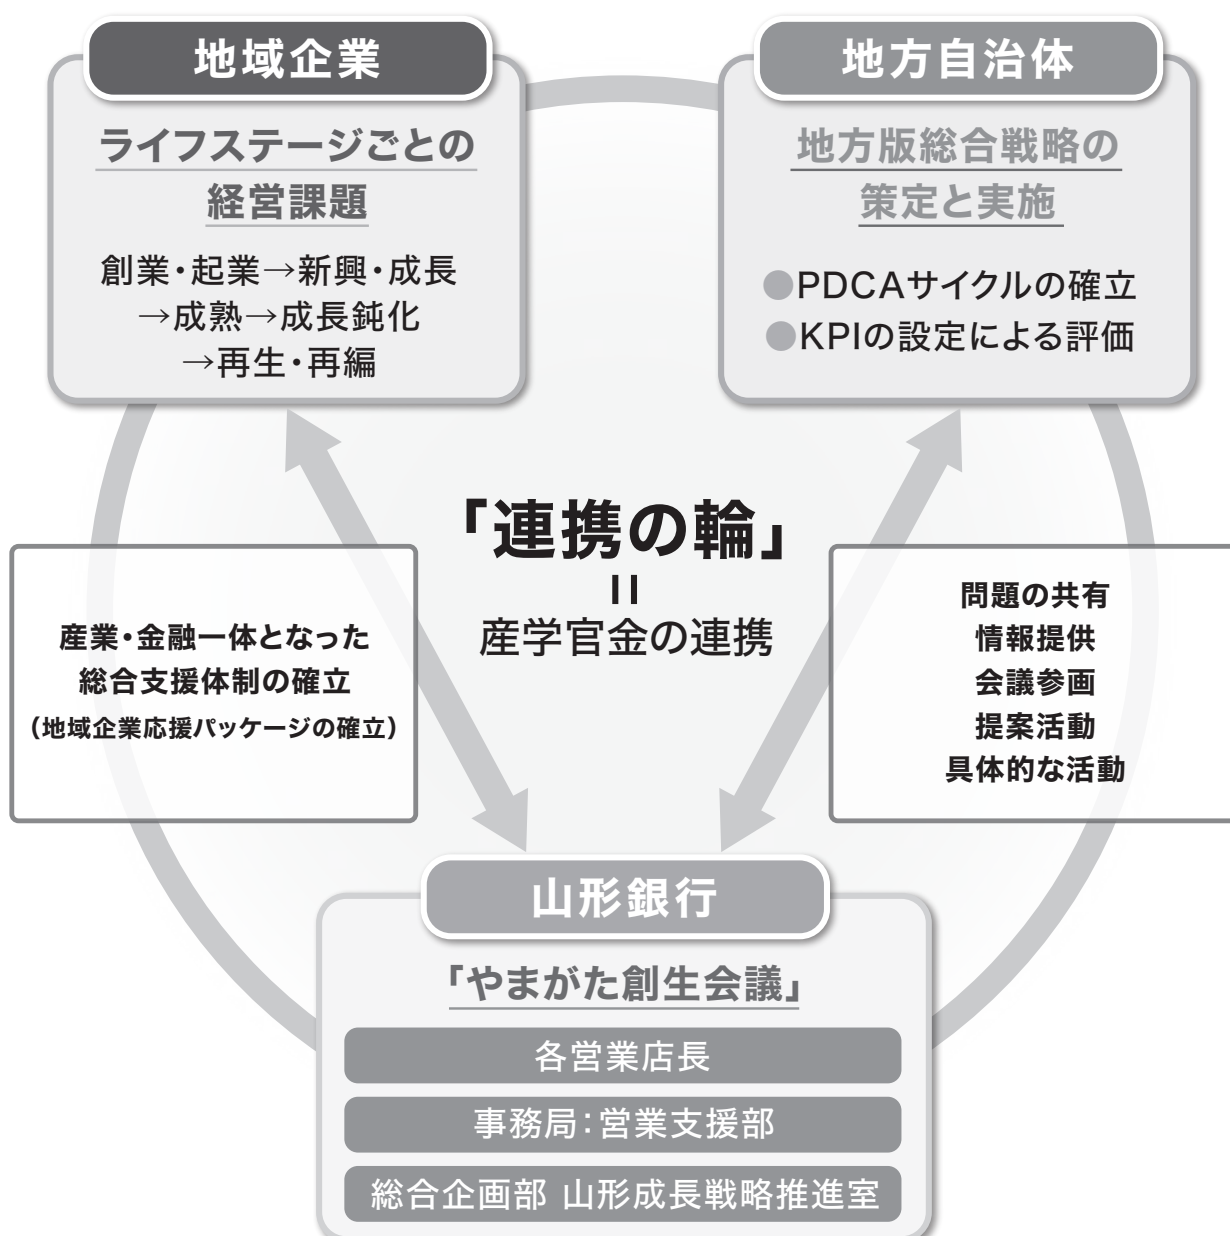 地域企業
ライフステージごとの
経営課題
創業・起業→新興・成長
→成熟→成長鈍化
→再生・再編
地方自治体
地方版総合戦略の
策定と実施
●PDCAサイクルの確立
●KPIの設定による評価
「連携の輪」
=
産学官金の連携
産業・金融一体となった
総合支援体制の確立
(地域企業応援パッケージの確立)
問題の共有
情報提供
会議参画
提案活動
具体的な活動
山形銀行
「やまがた創生会議」
各営業店長
事務局:営業支援部
総合企画部 山形成長戦略推進室